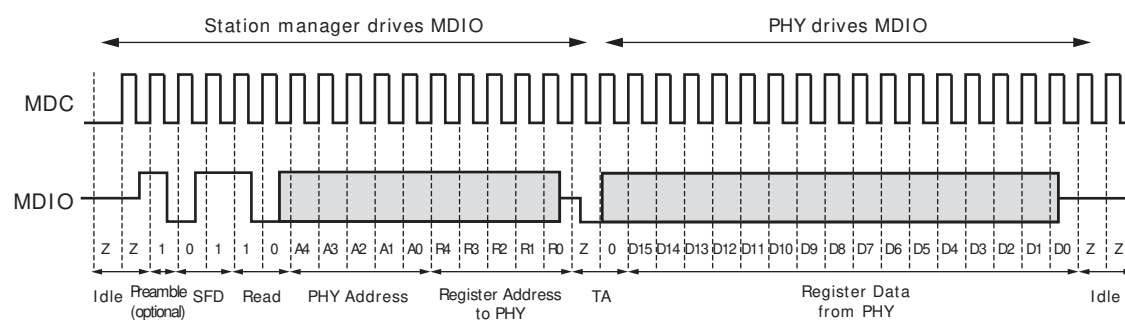 Station manager drives MDIO PHY drives MDIO
MDC
MDIO
Z Z 1 0 1 1 0 A4 A3 A2 A1 A0 R4 R3 R2 R1 R0 Z 0 D15 D14 D13 D12 D11 D10 D9 D8 D7 D6 D5 D4 D3 D2 D1 D0 Z Z
Idle Preamble SFD Read PHY Address Register Address TA Register Data Idle
(optional) to PHY from PHY